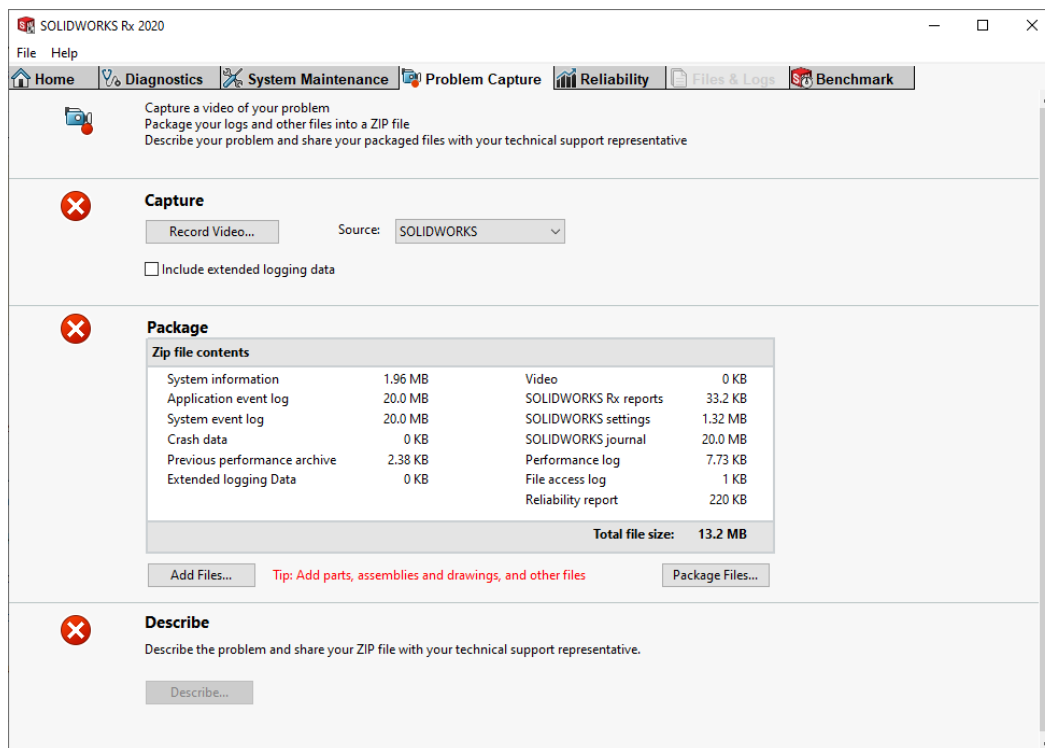 SOLIDWORKS Rx 2020
File Help
Home Diagnostics System Maintenance Problem Capture Reliability Files & Logs Benchmark
Capture a video of your problem
Package your logs and other files into a ZIP file
Describe your problem and share your packaged files with your technical support representative
Capture
Record Video... Source: SOLIDWORKS
Include extended logging data
Package
Zip file contents
System information 1.96 MB Video 0 KB
Application event log 20.0 MB SOLIDWORKS Rx reports 33.2 KB
System event log 20.0 MB SOLIDWORKS settings 1.32 MB
Crash data 0 KB SOLIDWORKS journal 20.0 MB
Previous performance archive 2.38 KB Performance log 7.73 KB
Extended logging Data 0 KB File access log 1 KB
Reliability report 220 KB
Total file size: 13.2 MB
Add Files... Tip: Add parts, assemblies and drawings, and other files Package Files...
Describe
Describe the problem and share your ZIP file with your technical support representative.
Describe...